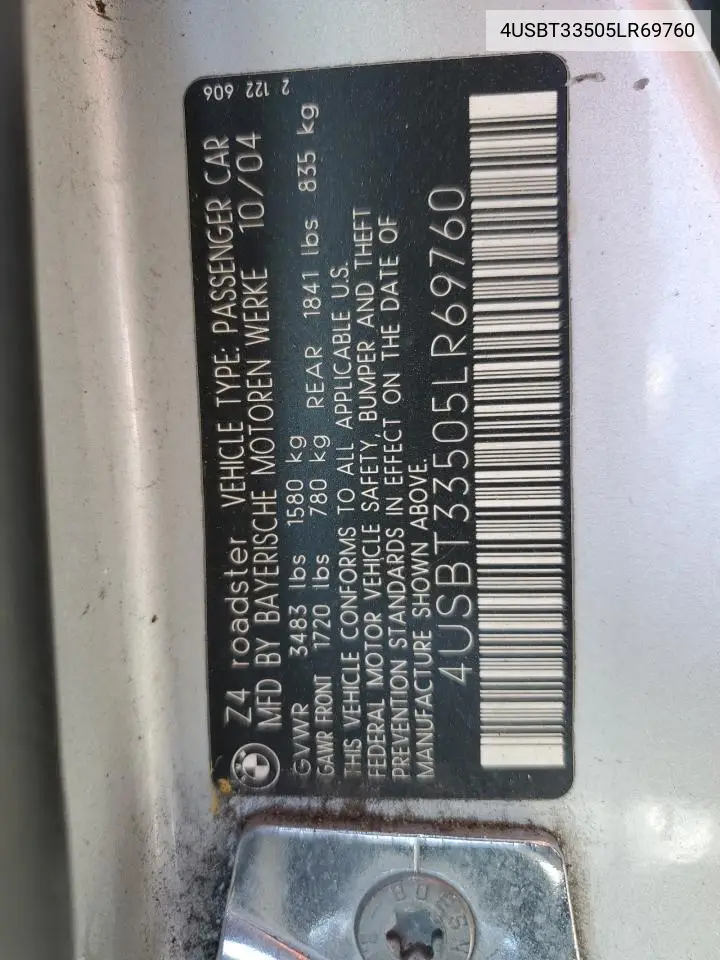 4USBT33505LR69760
2 122 606
Z4 roadster VEHICLE TYPE: PASSENGER CAR
MFD BY BAYERISCHE MOTOREN WERKE 10/04
GVWR 3483 lbs 1580 kg
GAWR FRONT 1720 lbs 780 kg REAR 1841 lbs 835 kg
THIS VEHICLE CONFORMS TO ALL APPLICABLE U.S.
FEDERAL MOTOR VEHICLE SAFETY, BUMPER AND THEFT
PREVENTION STANDARDS IN EFFECT ON THE DATE OF
MANUFACTURE SHOWN ABOVE.
4USBT33505LR69760